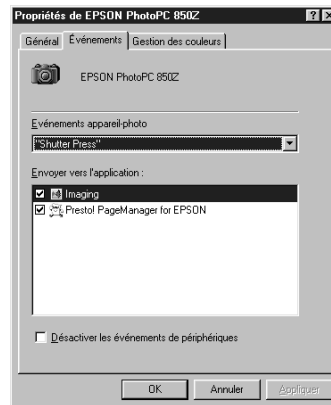 Propriétés de EPSON PhotoPC 850Z
Général Événements Gestion des couleurs
EPSON PhotoPC 850Z
Evénements appareil-photo
"Shutter Press"
Envoyer vers l'application :
Imaging
Presto! PageManager for EPSON
Désactiver les événements de périphériques
OK Annuler Appliquer